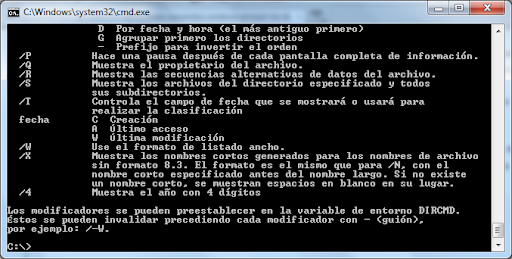 C:\Windows\system32\cmd.exe
D Por fecha y hora (el más antiguo primero)
G Agrupar primero los directorios
- Prefijo para invertir el orden
/P Hace una pausa después de cada pantalla completa de información.
/Q Muestra el propietario del archivo.
/R Muestra las secuencias alternativas de datos del archivo.
/S Muestra los archivos del directorio especificado y todos
sus subdirectorios.
/T Controla el campo de fecha que se mostrará o usará para
realizar la clasificación
fecha C Creación
A Último acceso
W Última modificación
/W Use el formato de listado ancho.
/X Muestra los nombres cortos generados para los nombres de archivo
sin formato 8.3. El formato es el mismo que para /N, con el
nombre corto especificado antes del nombre largo. Si no existe
un nombre corto, se muestran espacios en blanco en su lugar.
/4 Muestra el año con 4 dígitos
Los modificadores se pueden preestablecer en la variable de entorno DIRCMD.
Éstos se pueden invalidar precediendo cada modificador con - (guión),
por ejemplo: /-W.
C:\>